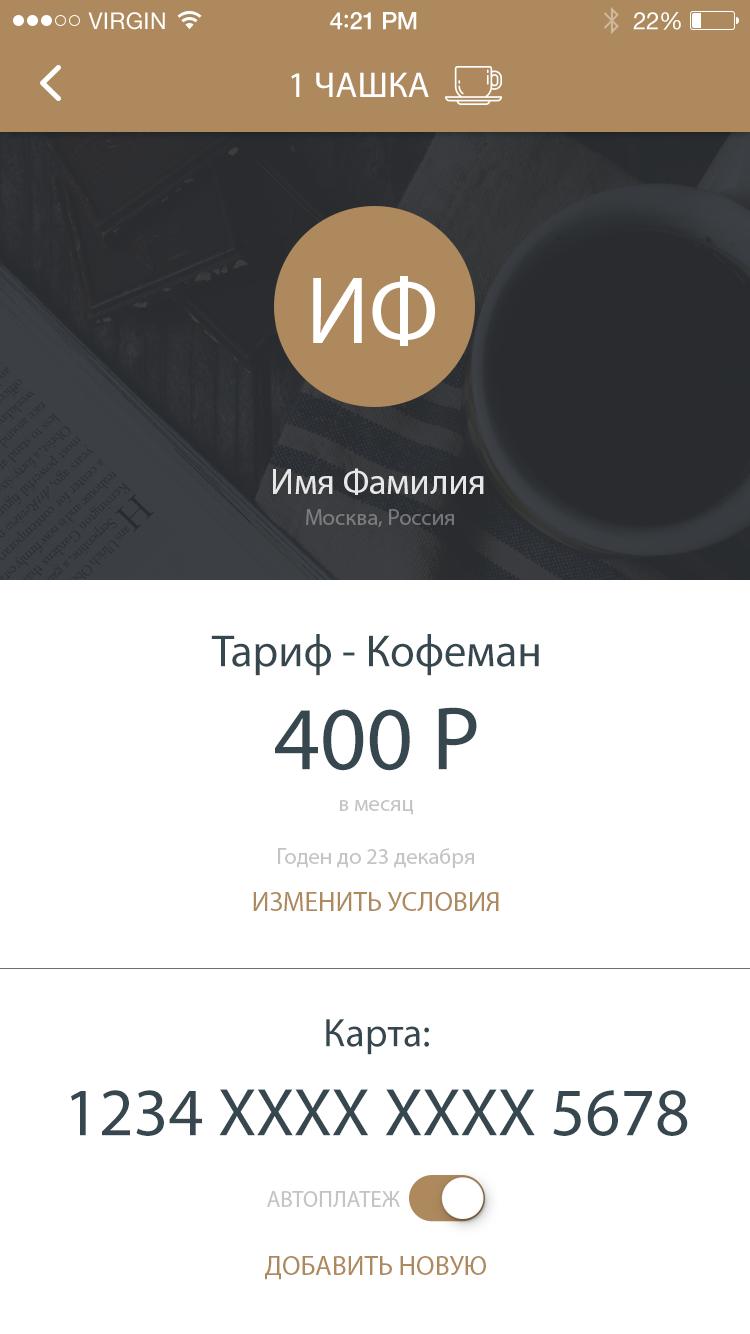 VIRGIN 4:21 PM 22%
1 ЧАШКА
ИФ
Имя Фамилия
Москва, Россия
Тариф - Кофеман
400 Р
в месяц
Годен до 23 декабря
ИЗМЕНИТЬ УСЛОВИЯ
Карта:
1234 XXXX XXXX 5678
АВТОПЛАТЕЖ
ДОБАВИТЬ НОВУЮ